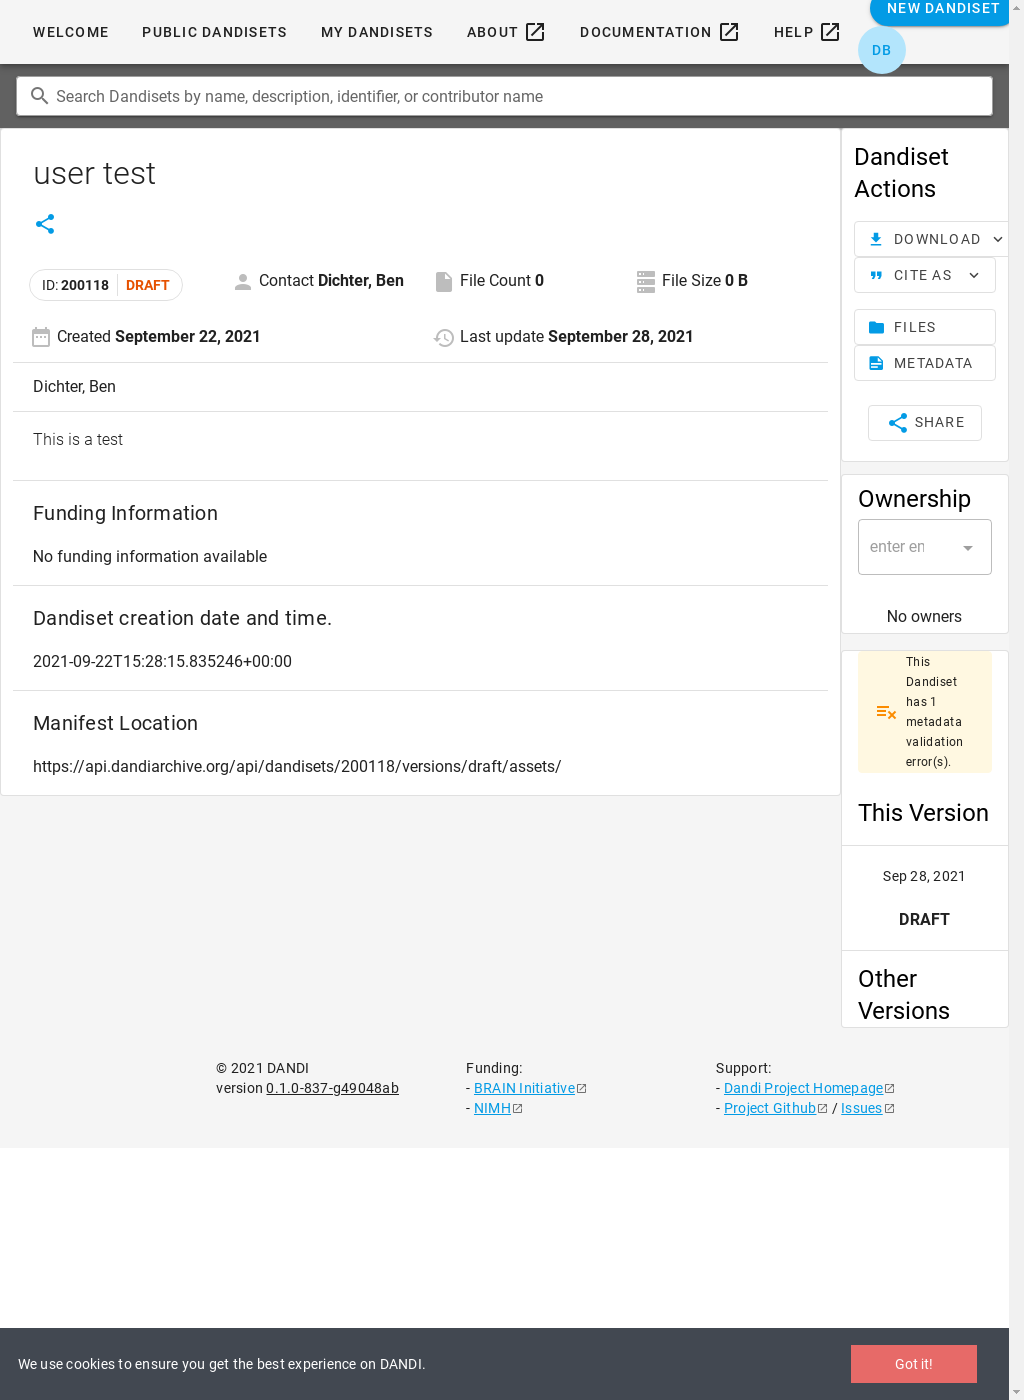 WELCOME PUBLIC DANDISETS MY DANDISETS ABOUT DOCUMENTATION HELP NEW DANDISET
DB
Search Dandisets by name, description, identifier, or contributor name
user test
ID: 200118 DRAFT
Contact Dichter, Ben
File Count 0
File Size 0 B
Created September 22, 2021
Last update September 28, 2021
Dichter, Ben
This is a test
Funding Information
No funding information available
Dandiset creation date and time.
2021-09-22T15:28:15.835246+00:00
Manifest Location
https://api.dandiarchive.org/api/dandisets/200118/versions/draft/assets/
Dandiset
Actions
DOWNLOAD
CITE AS
FILES
METADATA
SHARE
Ownership
enter en
No owners
This
Dandiset
has 1
metadata
validation
error(s).
This Version
Sep 28, 2021
DRAFT
Other
Versions
© 2021 DANDI
version 0.1.0-837-g49048ab
Funding:
- BRAIN Initiative
- NIMH
Support:
- Dandi Project Homepage
- Project Github / Issues
We use cookies to ensure you get the best experience on DANDI.
Got it!